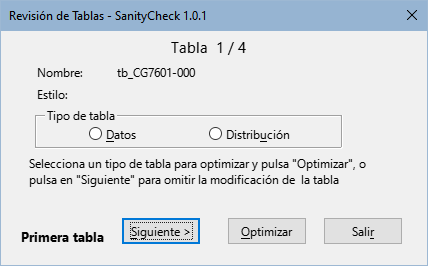 Revisión de Tablas - SanityCheck 1.0.1
Tabla 1 / 4
Nombre: tb_CG7601-000
Estilo:
Tipo de tabla
Datos Distribución
Selecciona un tipo de tabla para optimizar y pulsa "Optimizar", o
pulsa en "Siguiente" para omitir la modificación de la tabla
Primera tabla Siguiente > Optimizar Salir